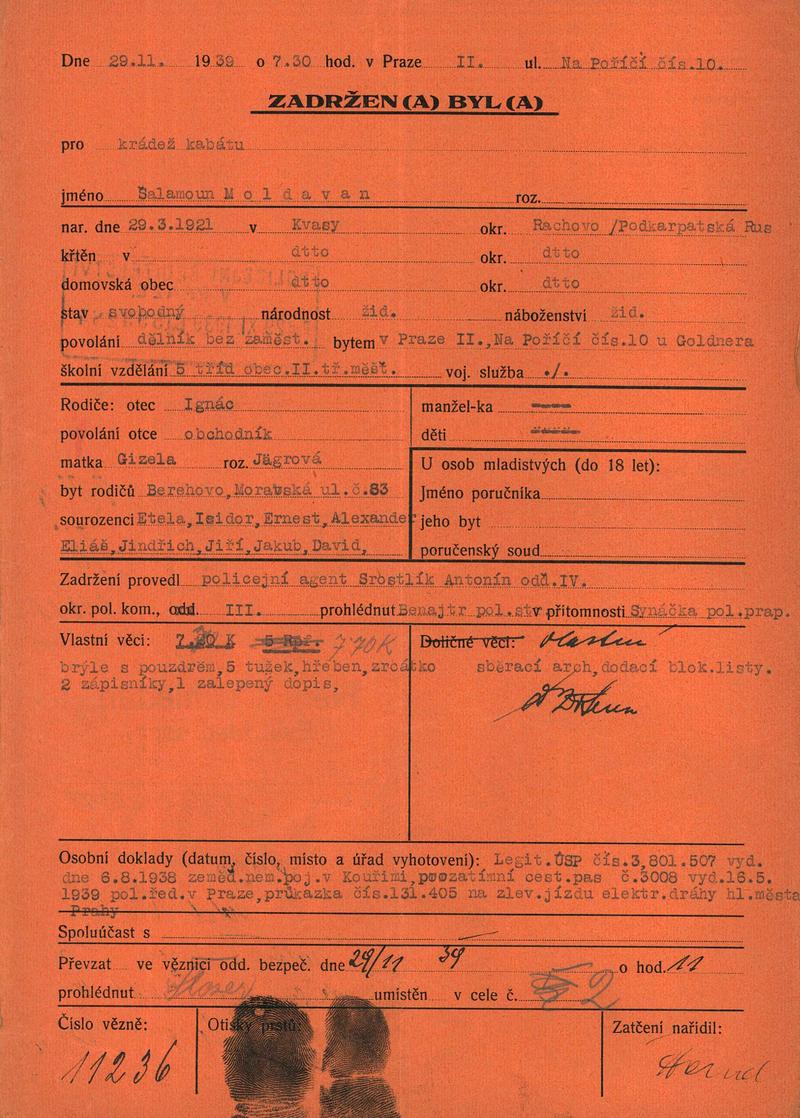 Dne 29.11. 1939 o 7.30 hod. v Praze II. ul. Na Poříčí čís.10.
ZADRŽEN(A) BYL(A)
pro krádež kabátu
jméno Šalamoun M o l d a v a n roz.
nar. dne 29.3.1921 v Kvasy okr. Rachovo /Podkarpatská Rus
křtěn v dtto okr. dtto
domovská obec dtto okr. dtto
stav svobodný národnost žid. náboženství žid.
povolání dělník bez zaměst. bytem v Praze II.,Na Poříčí čís.10 u Goldnera
školní vzdělání 5 tříd obec.II.tř.měšť. voj. služba ./.
Rodiče: otec Ignác manžel-ka
povolání otce obchodník děti
matka Gizela roz. Jägrová U osob mladistvých (do 18 let):
byt rodičů Berehovo,Moravská ul.č.83 Jméno poručníka
sourozenci Etela,Isidor,Ernest,Alexander jeho byt
Eliáš,Jindřich,Jiří,Jakub,David, poručenský soud
Zadržení provedl policejní agent Srostlík Antonín odd.IV.
okr. pol. kom., odd. III. prohlédnut Benajtr pol.str v přítomnosti Synáčka pol.prap.
Vlastní věci: 7,20 K 5 Rpf. 770K Doličné věci:
brýle s pouzdrem,5 tužek,hřeben,zrcátko sběrací arch,dodací blok.listy.
2 zápisníky,1 zalepený dopis,
Osobní doklady (datum, číslo, místo a úřad vyhotovení): Legit.ÚSP čís.3,801.507 vyd.
dne 6.8.1938 zeměd.nem.poj.v Kouřimi,prozatímní cest.pas č.3008 vyd.16.5.
1939 pol.řed.v Praze,průkazka čís.131.405 na zlev.jízdu elektr.dráhy hl.města
Prahy
Spoluúčast s
Převzat ve věznici odd. bezpeč. dne 29/11 39 o hod. 11
prohlédnut umístěn v cele č. 2
Číslo vězně: Otisky prstů: Zatčení nařídil:
11236